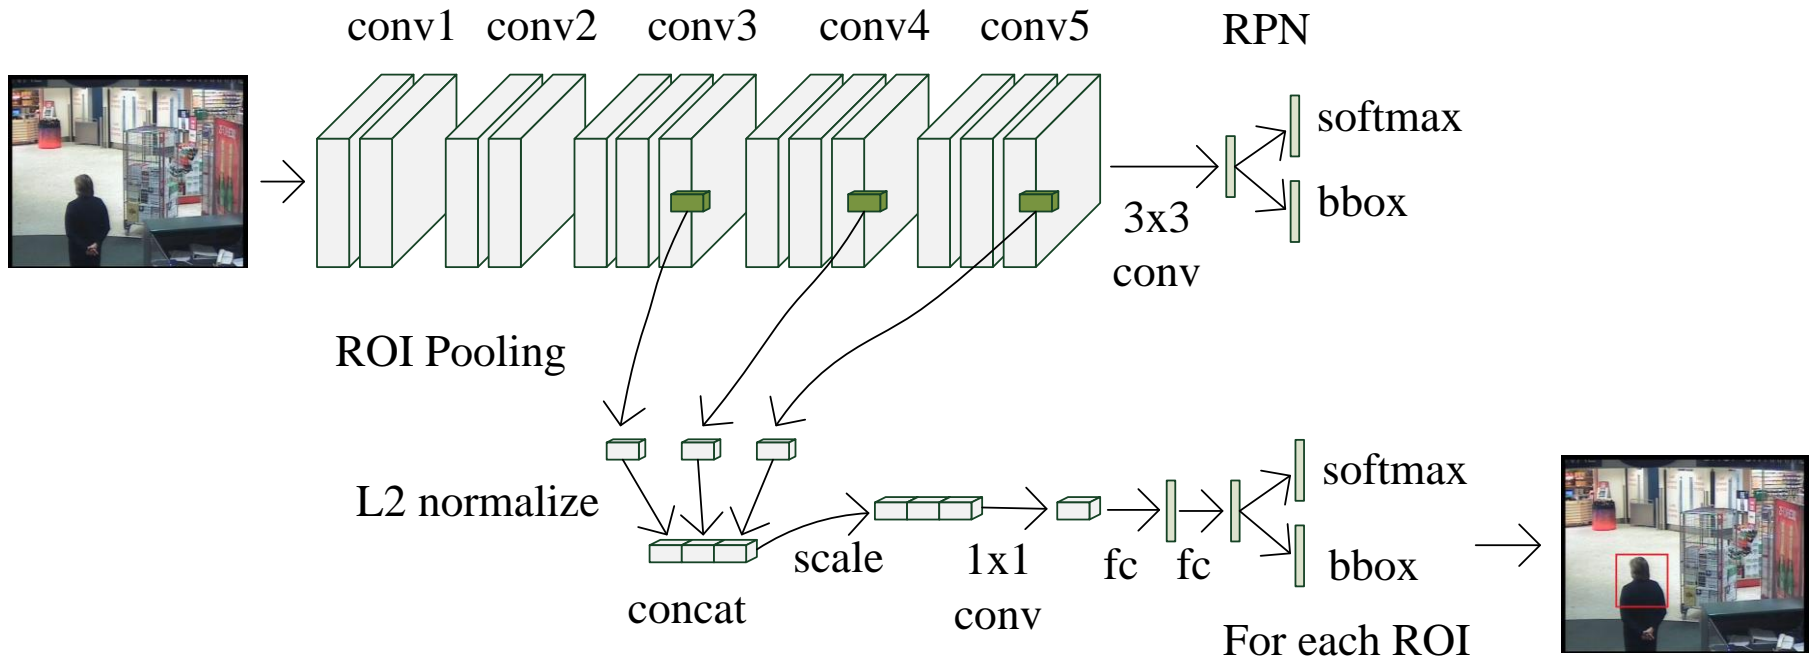 conv1 conv2 conv3 conv4 conv5 RPN
softmax
bbox
3x3
conv
ROI Pooling
L2 normalize
softmax
scale
1x1
conv
fc
fc
bbox
concat
For each ROI